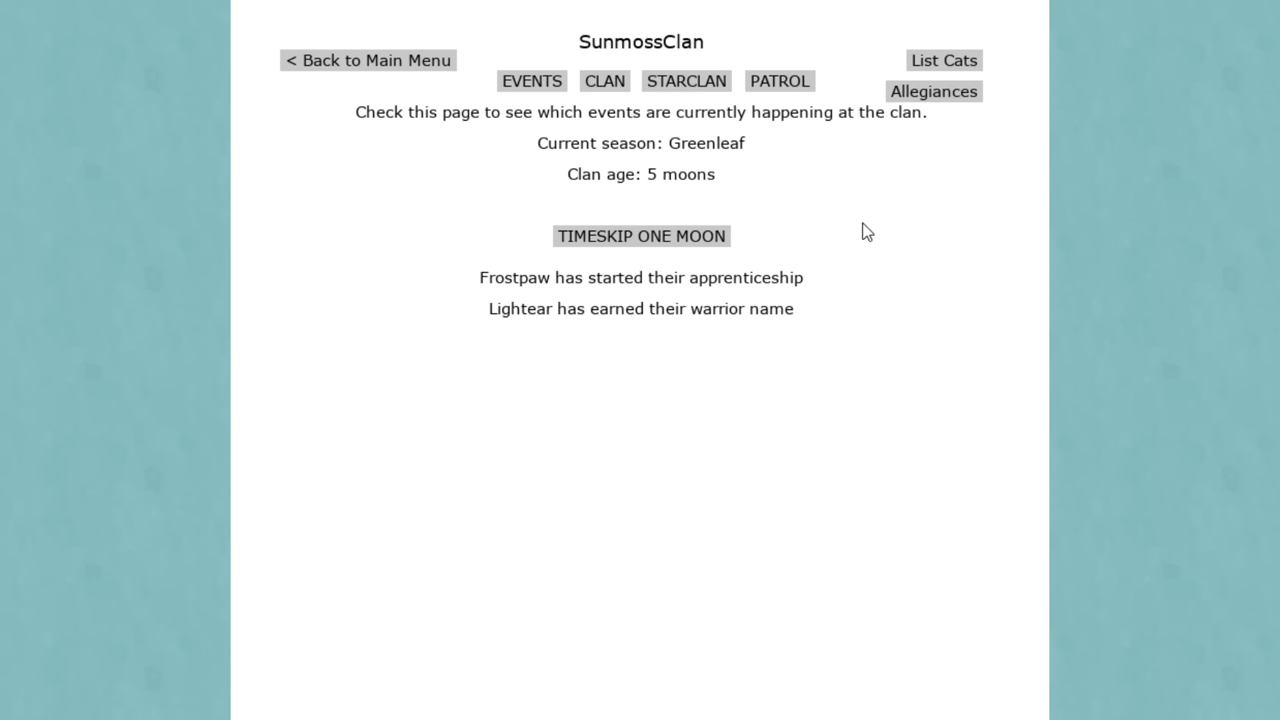 SunmossClan
< Back to Main Menu
List Cats
EVENTS CLAN STARCLAN PATROL
Allegiances
Check this page to see which events are currently happening at the clan.
Current season: Greenleaf
Clan age: 5 moons
TIMESKIP ONE MOON
Frostpaw has started their apprenticeship
Lightear has earned their warrior name